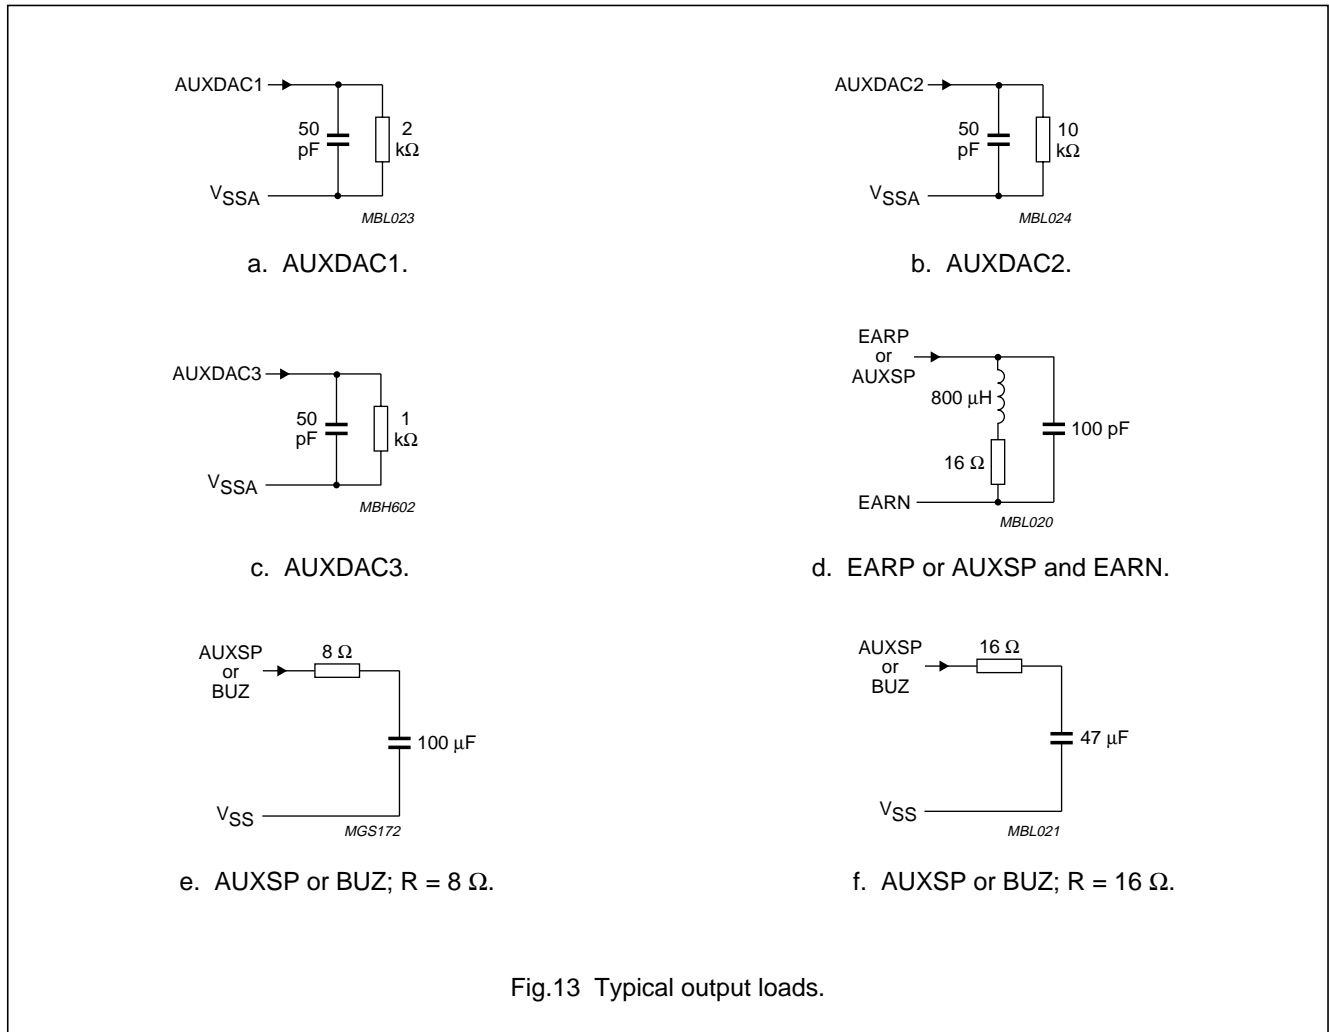 AUXDAC1
50
pF
2
kΩ
VSSA
MBL023
a. AUXDAC1.
AUXDAC2
50
pF
10
kΩ
VSSA
MBL024
b. AUXDAC2.
AUXDAC3
50
pF
1
kΩ
VSSA
MBH602
c. AUXDAC3.
EARP
or
AUXSP
800 μH
16 Ω
100 pF
EARN
MBL020
d. EARP or AUXSP and EARN.
AUXSP
or
BUZ
8 Ω
100 μF
VSS
MGS172
e. AUXSP or BUZ; R = 8 Ω.
AUXSP
or
BUZ
16 Ω
47 μF
VSS
MBL021
f. AUXSP or BUZ; R = 16 Ω.
Fig.13 Typical output loads.